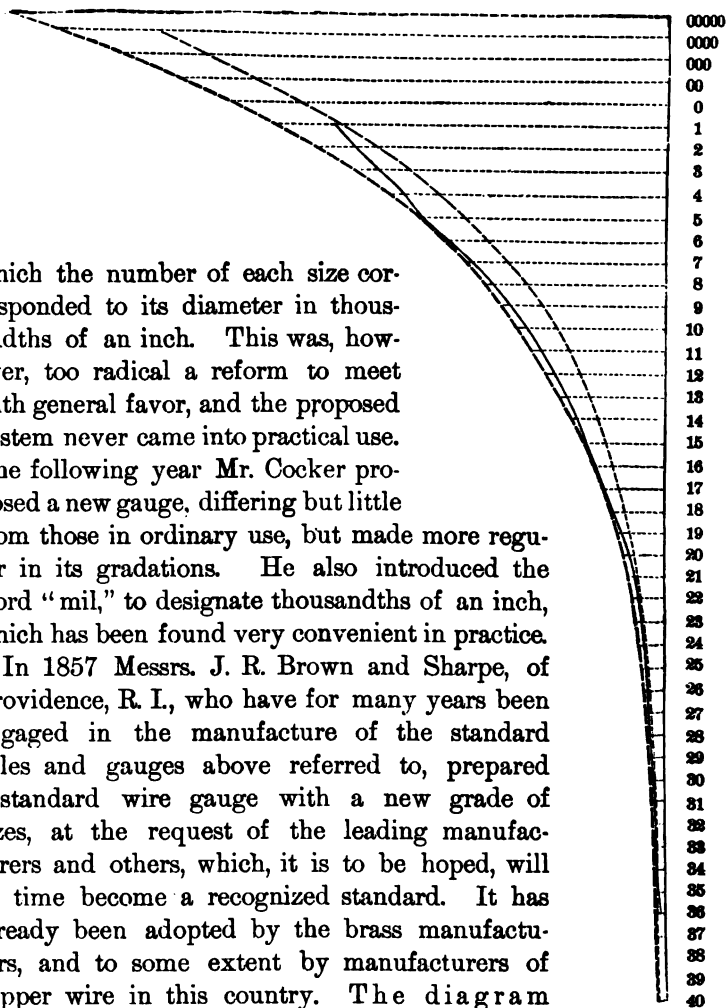 00000
0000
000
00
0
1
2
3
4
5
6
7
8
9
10
11
12
13
14
15
16
17
18
19
20
21
22
23
24
25
26
27
28
29
30
31
32
33
34
35
36
37
38
39
40
hich the number of each size cor-
sponded to its diameter in thous-
dths of an inch. This was, how-
er, too radical a reform to meet
th general favor, and the proposed
stem never came into practical use.
he following year Mr. Cocker pro-
osed a new gauge, differing but little
om those in ordinary use, but made more regu-
r in its gradations. He also introduced the
ord “mil,” to designate thousandths of an inch,
hich has been found very convenient in practice.
In 1857 Messrs. J. R. Brown and Sharpe, of
rovidence, R. I., who have for many years been
gaged in the manufacture of the standard
les and gauges above referred to, prepared
standard wire gauge with a new grade of
zes, at the request of the leading manufac-
rers and others, which, it is to be hoped, will
time become a recognized standard. It has
ready been adopted by the brass manufactu-
rs, and to some extent by manufacturers of
pper wire in this country. The diagram